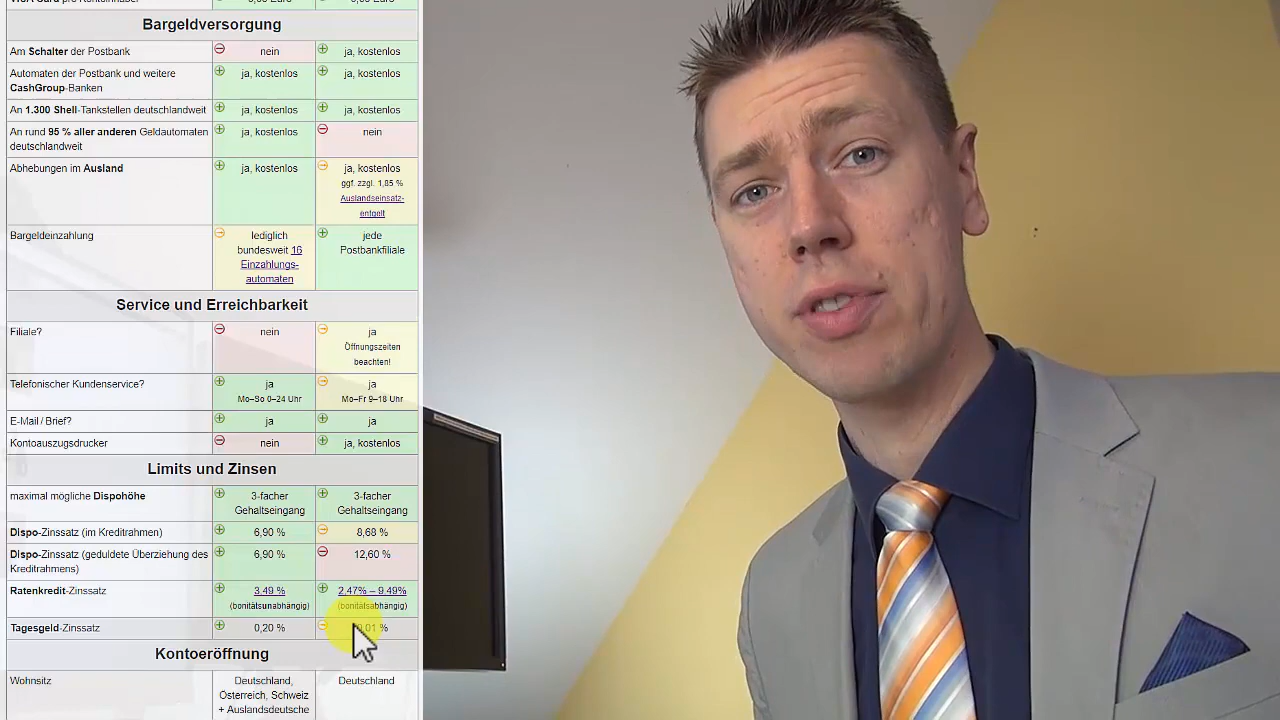 Bargeldversorgung
Am Schalter der Postbank
nein
ja, kostenlos
Automaten der Postbank und weitere
CashGroup-Banken
ja, kostenlos
ja, kostenlos
An 1.300 Shell-Tankstellen deutschlandweit
ja, kostenlos
ja, kostenlos
An rund 95 % aller anderen Geldautomaten
deutschlandweit
ja, kostenlos
nein
Abhebungen im Ausland
ja, kostenlos
ja, kostenlos
ggf. zzgl. 1,85 %
Auslandseinsatz-
entgelt
Bargeldeinzahlung
lediglich
bundesweit 16
Einzahlungs-
automaten
jede
Postbankfiliale
Service und Erreichbarkeit
Filiale?
nein
ja
Öffnungszeiten
beachten!
Telefonischer Kundenservice?
ja
Mo–So 0–24 Uhr
ja
Mo–Fr 9–18 Uhr
E-Mail / Brief?
ja
ja
Kontoauszugsdrucker
nein
ja, kostenlos
Limits und Zinsen
maximal mögliche Dispohöhe
3-facher
Gehaltseingang
3-facher
Gehaltseingang
Dispo-Zinssatz (im Kreditrahmen)
6,90 %
8,68 %
Dispo-Zinssatz (geduldete Überziehung des
Kreditrahmens)
6,90 %
12,60 %
Ratenkredit-Zinssatz
3,49 %
(bonitätsunabhängig)
2,47% – 9,49%
(bonitätsabhängig)
Tagesgeld-Zinssatz
0,20 %
Kontoeröffnung
Wohnsitz
Deutschland,
Österreich, Schweiz
+ Auslandsdeutsche
Deutschland